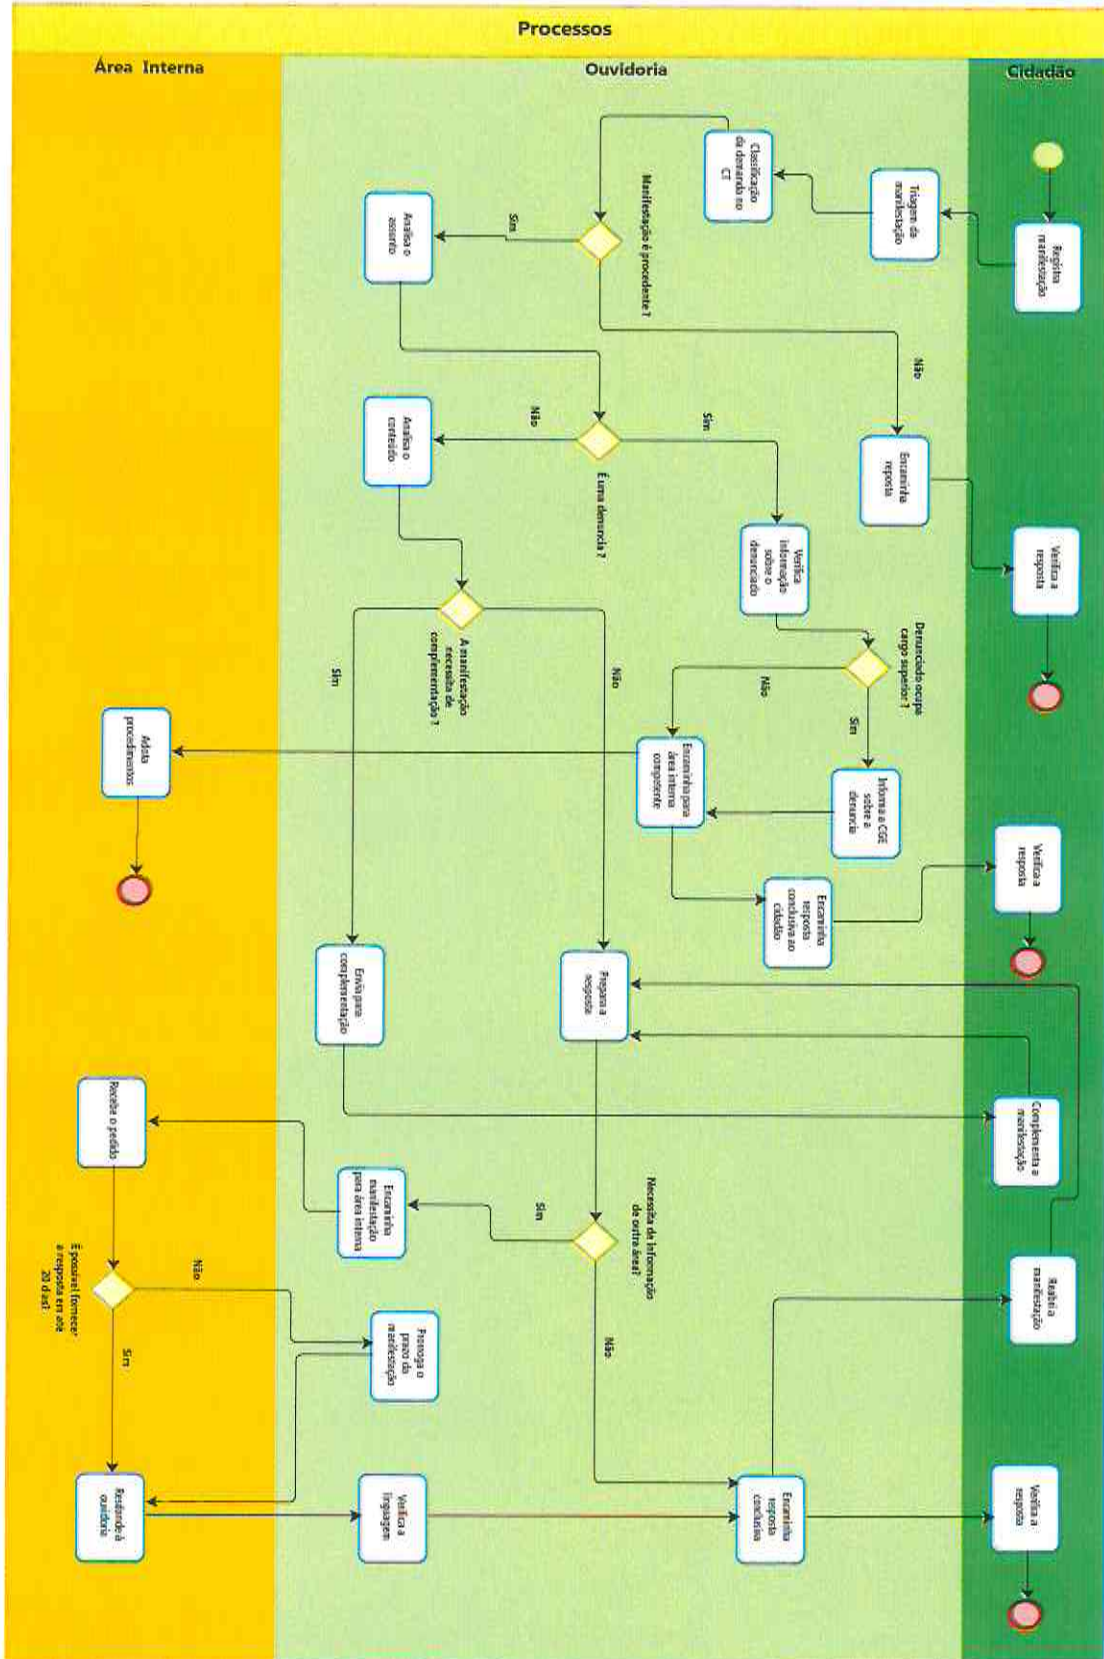 Processos
Área Interna
Ouvidoria
Cidadão
Registra
manifestação
Triagem da
manifestação
Classificação
da demanda no
CT
Manifestação é procedente ?
Sim
Não
Analisa o
assunto
Encaminha
reposta
Verifica a
resposta
É uma denuncia ?
Não
Sim
Analisa o
conteúdo
Verifica
informação
sobre o
denunciado
Denunciado ocupa
cargo superior ?
Não
Sim
A manifestação
necessita de
complementação ?
Não
Sim
Informa a CGE
sobre a
denuncia
Encaminha para
área interna
competente
Adota
procedimentos
Encaminha
resposta
conclusiva ao
cidadão
Verifica a
resposta
Envia para
complementação
Prepara a
resposta
Complementa a
manifestação
Necessita da informação
de outra área?
Sim
Não
Encaminha
manifestação
para área interna
Recebe o pedido
É possível fornecer
a resposta em até
20 dias?
Não
Sim
Prorroga o
prazo da
manifestação
Reabri a
manifestação
Responde à
ouvidoria
Verifica a
linguagem
Encaminha
resposta
conclusiva
Verifica a
resposta